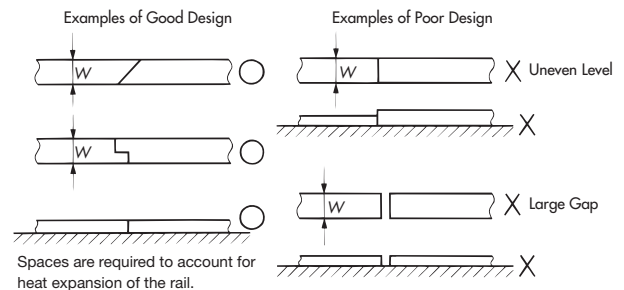 Examples of Good Design
W
W
Spaces are required to account for
heat expansion of the rail.
Examples of Poor Design
W
Uneven Level
W
Large Gap